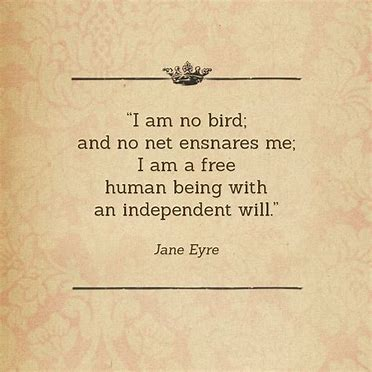 “I am no bird;
and no net ensnares me;
I am a free
human being with
an independent will.”
Jane Eyre